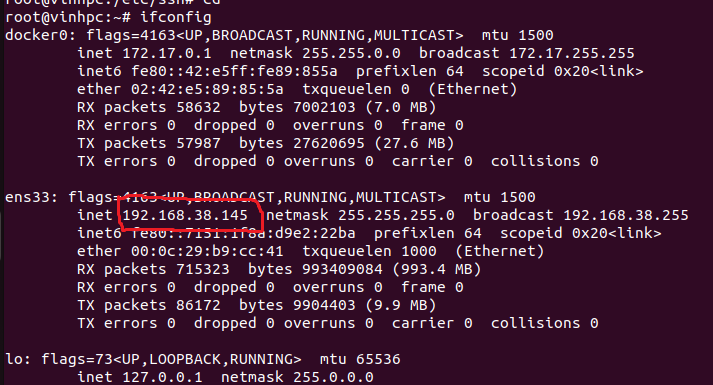 root@vinhpc:/etc/ssh# cd
root@vinhpc:~# ifconfig
docker0: flags=4163<UP,BROADCAST,RUNNING,MULTICAST>  mtu 1500
        inet 172.17.0.1  netmask 255.255.0.0  broadcast 172.17.255.255
        inet6 fe80::42:e5ff:fe89:855a  prefixlen 64  scopeid 0x20<link>
        ether 02:42:e5:89:85:5a  txqueuelen 0  (Ethernet)
        RX packets 58632  bytes 7002103 (7.0 MB)
        RX errors 0  dropped 0  overruns 0  frame 0
        TX packets 57987  bytes 27620695 (27.6 MB)
        TX errors 0  dropped 0 overruns 0  carrier 0  collisions 0

ens33: flags=4163<UP,BROADCAST,RUNNING,MULTICAST>  mtu 1500
        inet 192.168.38.145  netmask 255.255.255.0  broadcast 192.168.38.255
        inet6 fe80::7151:1f8a:d9e2:22ba  prefixlen 64  scopeid 0x20<link>
        ether 00:0c:29:b9:cc:41  txqueuelen 1000  (Ethernet)
        RX packets 715323  bytes 993409084 (993.4 MB)
        RX errors 0  dropped 0  overruns 0  frame 0
        TX packets 86172  bytes 9904403 (9.9 MB)
        TX errors 0  dropped 0 overruns 0  carrier 0  collisions 0

lo: flags=73<UP,LOOPBACK,RUNNING>  mtu 65536
        inet 127.0.0.1  netmask 255.0.0.0